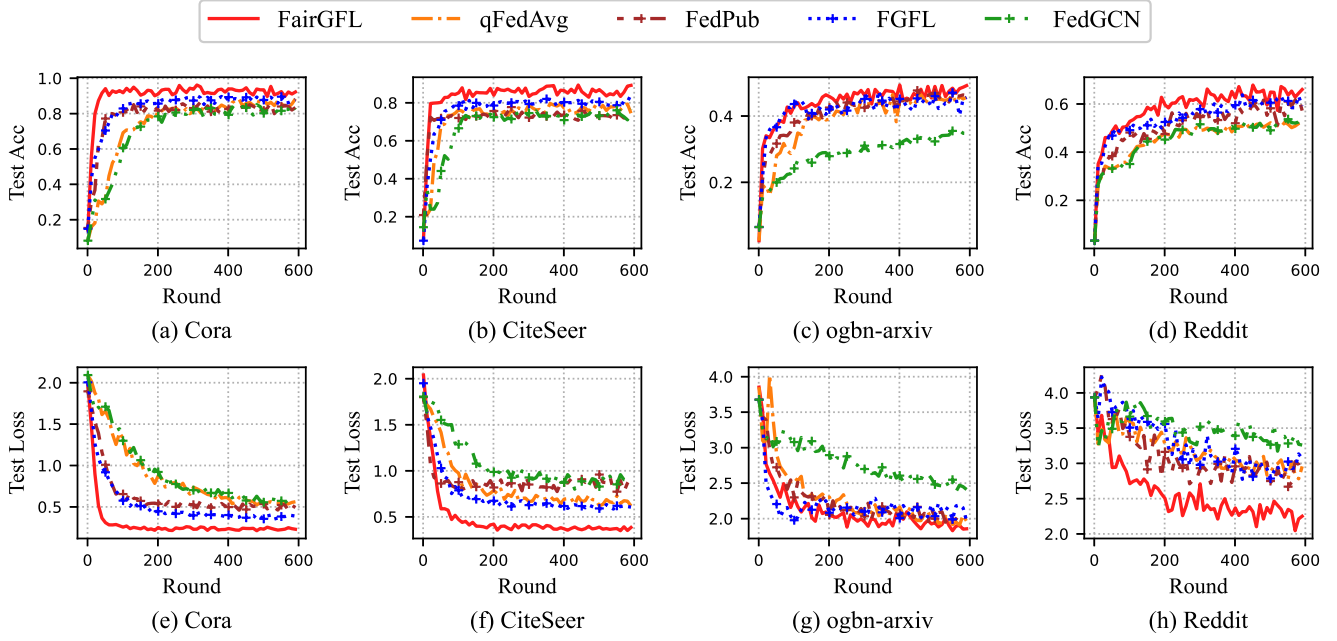 FairGFL qFedAvg FedPub FGFL FedGCN
1.0
0.8
0.6
0.4
0.2
Test Acc
0 200 400 600
Round
(a) Cora
0.8
0.6
0.4
0.2
Test Acc
0 200 400 600
Round
(b) CiteSeer
0.4
0.2
Test Acc
0 200 400 600
Round
(c) ogbn-arxiv
0.6
0.4
0.2
Test Acc
0 200 400 600
Round
(d) Reddit
2.0
1.5
1.0
0.5
Test Loss
0 200 400 600
Round
(e) Cora
2.0
1.5
1.0
0.5
Test Loss
0 200 400 600
Round
(f) CiteSeer
4.0
3.5
3.0
2.5
2.0
Test Loss
0 200 400 600
Round
(g) ogbn-arxiv
4.0
3.5
3.0
2.5
2.0
Test Loss
0 200 400 600
Round
(h) Reddit